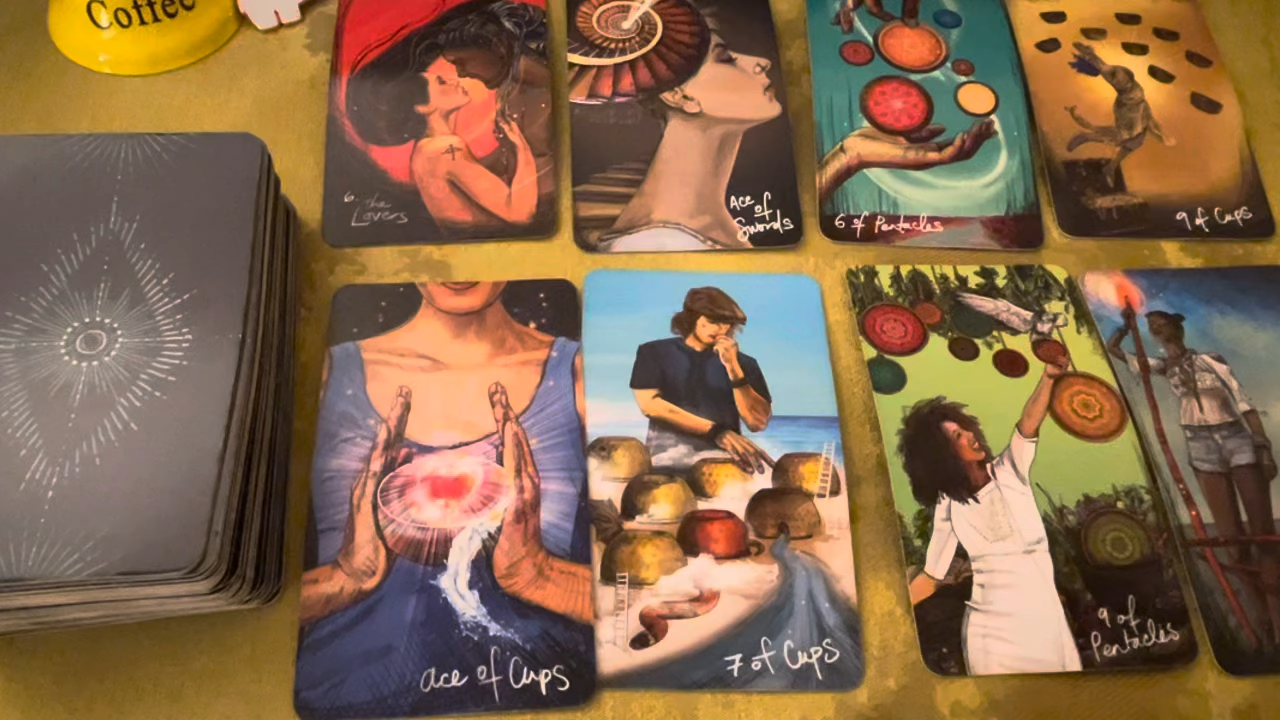 Coffee
6. the
Lovers
Ace
of
Swords
6 of Pentacles
9 of Cups
ace of Cups
7 of Cups
9 of
Pentacles